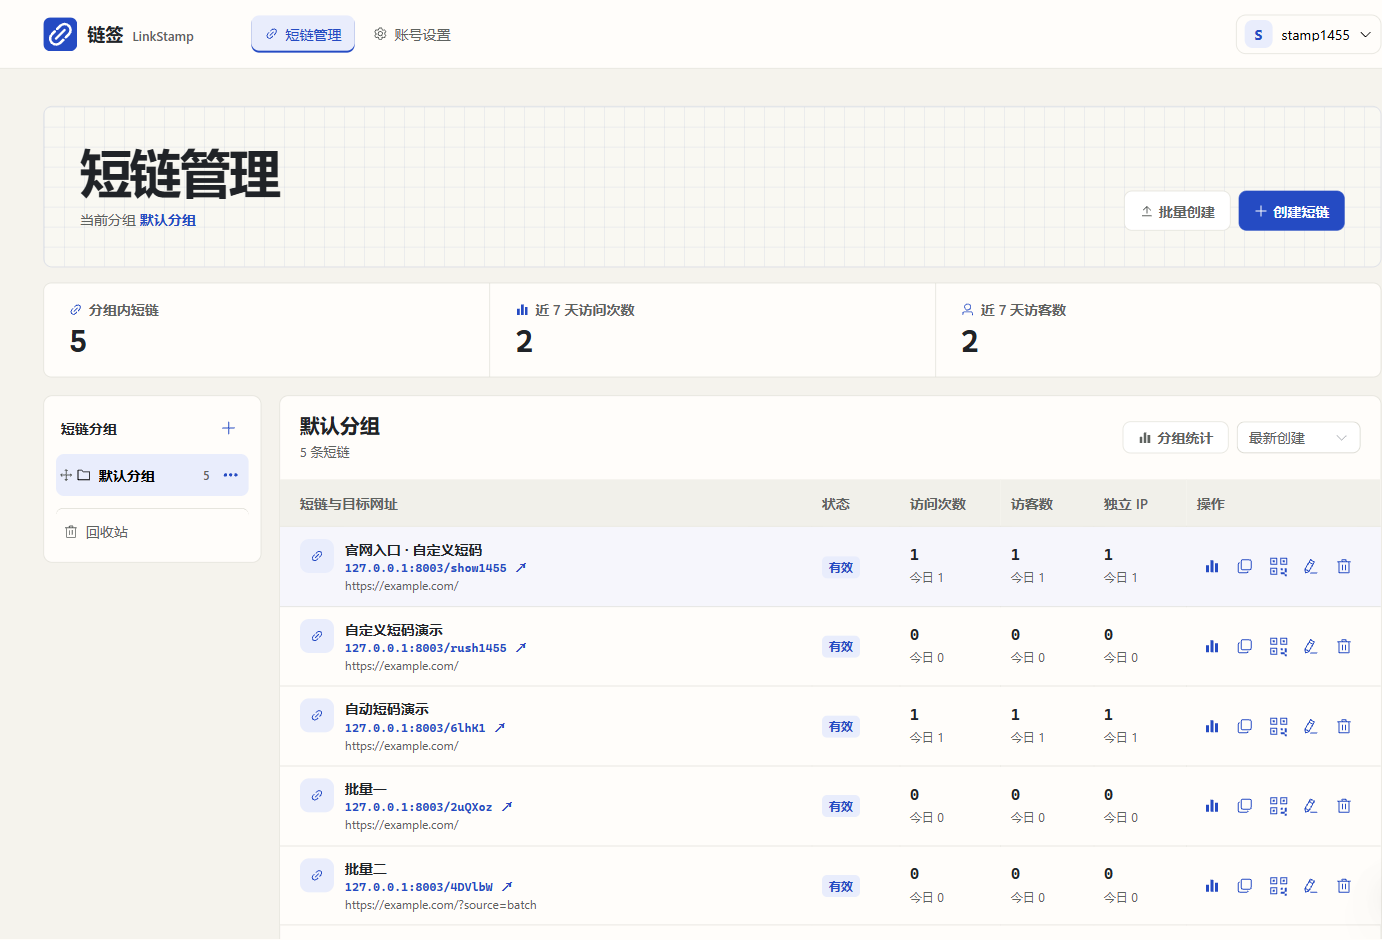 链签 LinkStamp
短链管理
账号设置
S stamp1455
短链管理
当前分组 默认分组
批量创建
创建短链
分组内短链
5
近 7 天访问次数
2
近 7 天访客数
2
短链分组
默认分组 5
回收站
默认分组
5 条短链
分组统计
最新创建
短链与目标网址 状态 访问次数 访客数 独立 IP 操作
官网入口 · 自定义短码
127.0.0.1:8003/show1455
https://example.com/
有效
1 1 1
今日 1 今日 1 今日 1
自定义短码演示
127.0.0.1:8003/rush1455
https://example.com/
有效
0 0 0
今日 0 今日 0 今日 0
自动短码演示
127.0.0.1:8003/6lhK1
https://example.com/
有效
1 1 1
今日 1 今日 1 今日 1
批量一
127.0.0.1:8003/2uQXoz
https://example.com/
有效
0 0 0
今日 0 今日 0 今日 0
批量二
127.0.0.1:8003/4DVlbW
https://example.com/?source=batch
有效
0 0 0
今日 0 今日 0 今日 0